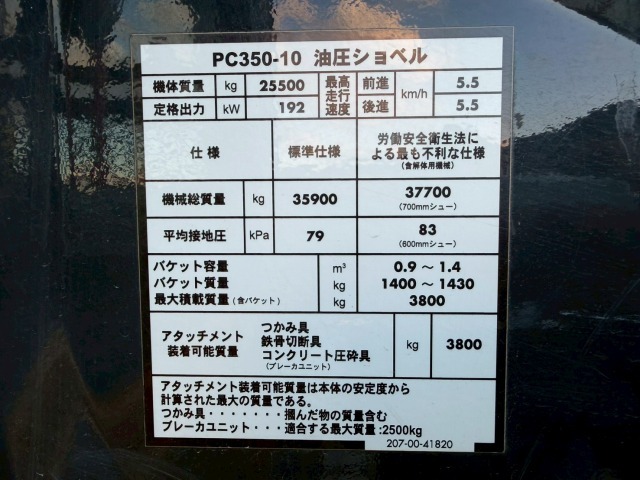 PC350-10 油圧ショベル
機体質量 kg 25500 最高走行速度 前進 km/h 5.5
定格出力 kW 192 後進 5.5
仕様 標準仕様 労働安全衛生法に
よる最も不利な仕様
(含解体用機械)
機械総質量 kg 35900 37700
(700mmシュー)
平均接地圧 kPa 79 83
(600mmシュー)
バケット容量 m³ 0.9 ～ 1.4
バケット質量 kg 1400 ～ 1430
最大積載質量 (含バケット) kg 3800
アタッチメント
装着可能質量
つかみ具
鉄骨切断具
コンクリート圧砕具
(ブレーカユニット)
kg 3800
アタッチメント装着可能質量は本体の安定度から
計算された最大の質量である。
つかみ具・・・・・・・掴んだ物の質量含む
ブレーカユニット・・・適合する最大質量:2500kg
207-00-41820